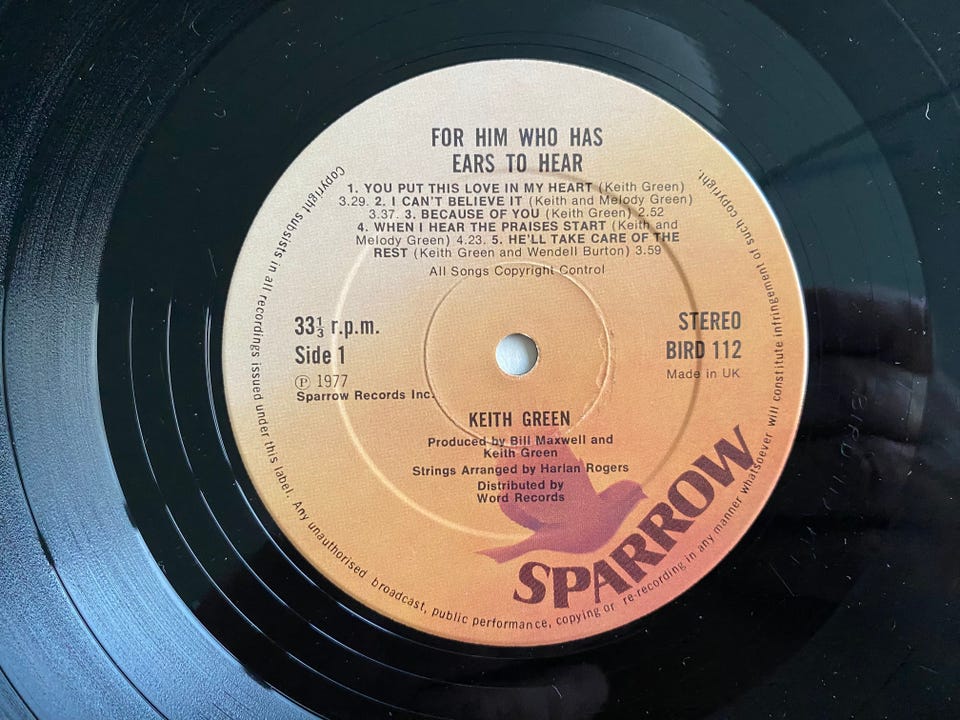 FOR HIM WHO HAS
EARS TO HEAR
1. YOU PUT THIS LOVE IN MY HEART (Keith Green)
3.29. 2. I CAN'T BELIEVE IT (Keith and Melody Green)
3.37. 3. BECAUSE OF YOU (Keith Green) 2.52
4. WHEN I HEAR THE PRAISES START (Keith and
Melody Green) 4.23. 5. HE'LL TAKE CARE OF THE
REST (Keith Green and Wendell Burton) 3.59
All Songs Copyright Control
33⅓ r.p.m.
Side 1
Ⓟ 1977
Sparrow Records Inc.
STEREO
BIRD 112
Made in UK
KEITH GREEN
Produced by Bill Maxwell and
Keith Green
Strings Arranged by Harlan Rogers
Distributed by
Word Records
SPARROW
Copyright subsists in all recordings issued under this label. Any unauthorised broadcast, public performance, copying or re-recording in any manner whatsoever will constitute infringement of such copyright.